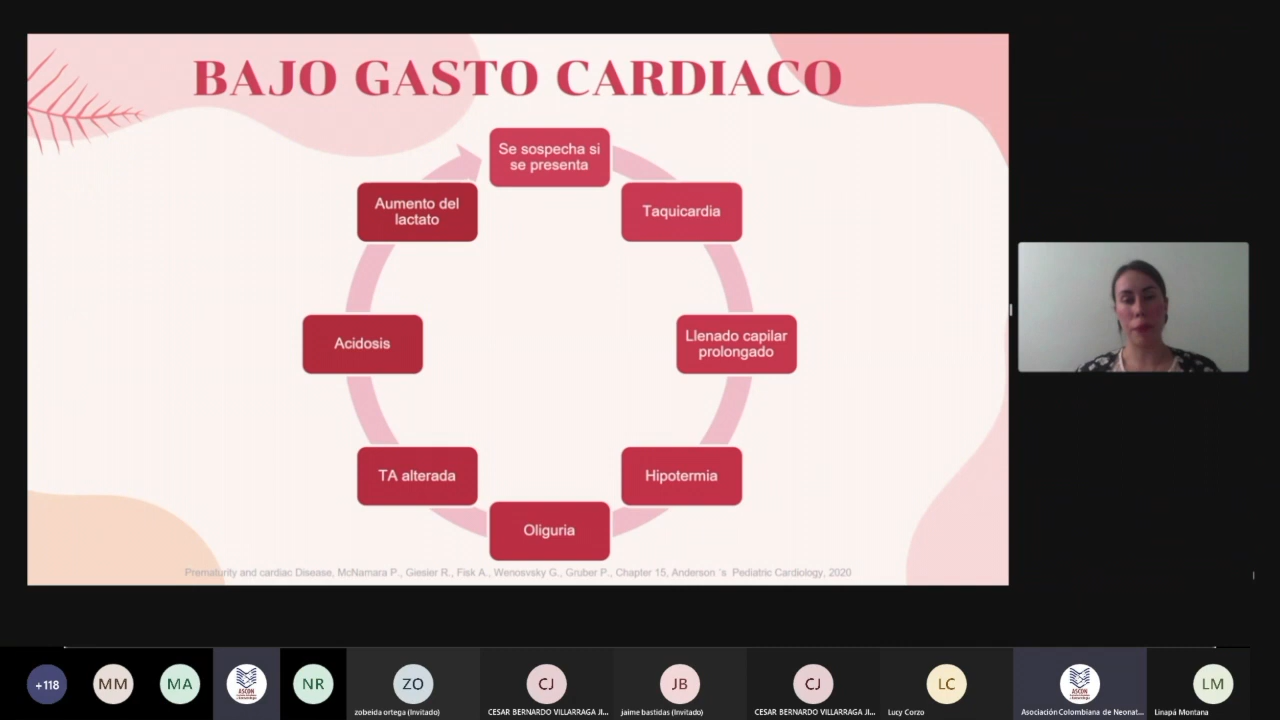 BAJO GASTO CARDIACO
Se sospecha si
se presenta
Taquicardia
Llenado capilar
prolongado
Hipotermia
Oliguria
TA alterada
Acidosis
Aumento del
lactato
Prematurity and cardiac Disease, McNamara P., Giesier R., Fisk A., Wenosvsky G., Gruber P., Chapter 15, Anderson ´s Pediatric Cardiology, 2020
+118
MM
MA
ASCON
NR
ZO
zobeida ortega (Invitado)
CJ
CESAR BERNARDO VILLARRAGA JI...
JB
jaime bastidas (Invitado)
CJ
CESAR BERNARDO VILLARRAGA JI...
LC
Lucy Corzo
ASCON
Asociación Colombiana de Neonat...
LM
Linapá Montana